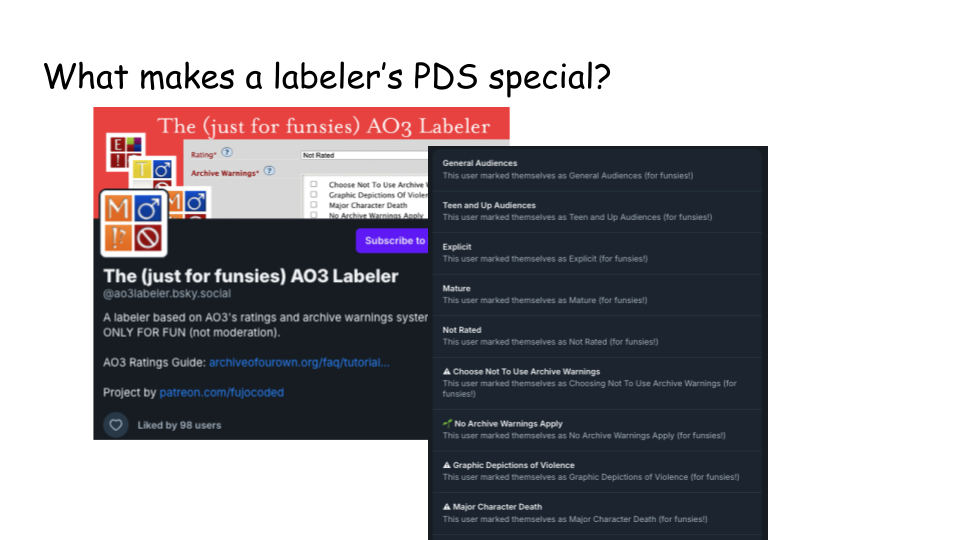 What makes a labeler's PDS special?
The (just for funsies) AO3 Labeler
Rating*
?
Not Rated
Archive Warnings*
?
Choose Not To Use Archive
Graphic Depictions Of
Major Character Death
No Archive Warnings Apply
E
!
T
M
M
!?
Subscribe to
The (just for funsies) AO3 Labeler
@ao3labeler.bsky.social
A labeler based on AO3's ratings and archive warnings
ONLY FOR FUN (not moderation).
AO3 Ratings Guide: archiveofourown.org/faq/tutorial...
Project by patreon.com/fujocoded
Liked by 98 users
General Audiences
This user marked themselves as General Audiences (for funsies!)
Teen and Up Audiences
This user marked themselves as Teen and Up Audiences (for funsies!)
Explicit
This user marked themselves as Explicit (for funsies!)
Mature
This user marked themselves as Mature (for funsies!)
Not Rated
This user marked themselves as Not Rated (for funsies!)
⚠ Choose Not To Use Archive Warnings
This user marked themselves as Choosing Not To Use Archive Warnings (for
funsies!)
🌱 No Archive Warnings Apply
This user marked themselves as No Archive Warnings Apply (for funsies!)
⚠ Graphic Depictions of Violence
This user marked themselves as Graphic Depictions of Violence (for funsies!)
⚠ Major Character Death
This user marked themselves as Major Character Death (for funsies!)